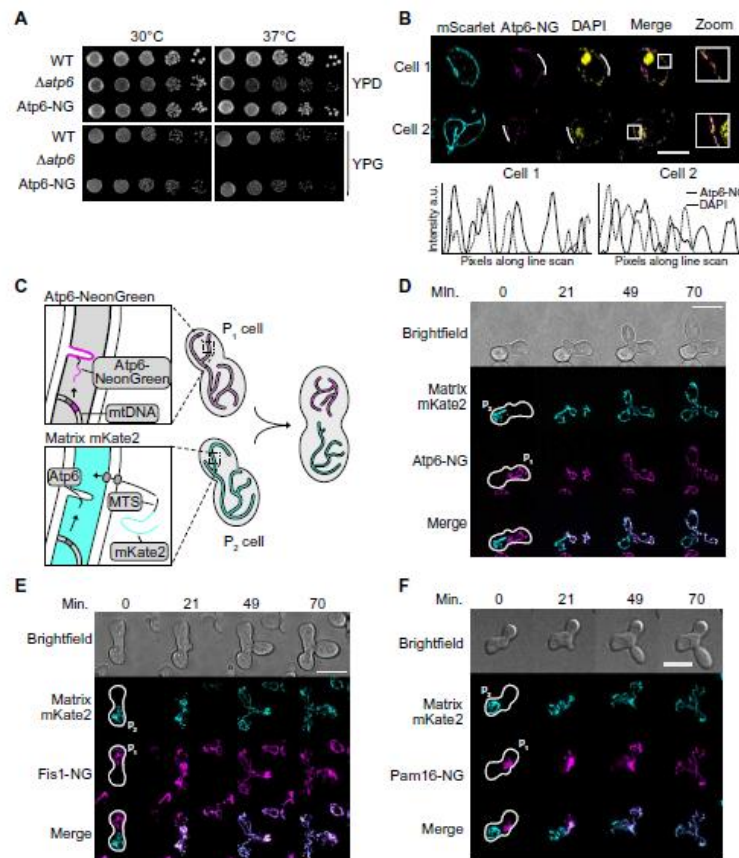 A
30°C 37°C
WT
Δatp6
Atp6-NG
YPD
WT
Δatp6
Atp6-NG
YPG
B
mScarlet Atp6-NG DAPI Merge Zoom
Cell 1
Cell 2
Cell 1 Cell 2
Atp6-NG
DAPI
Intensity a.u.
Pixels along line scan Pixels along line scan
C
Atp6-NeonGreen
Atp6-
NeonGreen
mtDNA
P1 cell
Matrix mKate2
Atp6
MTS
mKate2
P2 cell
D
Min. 0 21 49 70
Brightfield
Matrix
mKate2
P2
Atp6-NG
P1
Merge
E
Min. 0 21 49 70
Brightfield
Matrix
mKate2
P2
Fis1-NG
P1
Merge
F
Min. 0 21 49 70
Brightfield
Matrix
mKate2
P2
Pam16-NG
P1
Merge